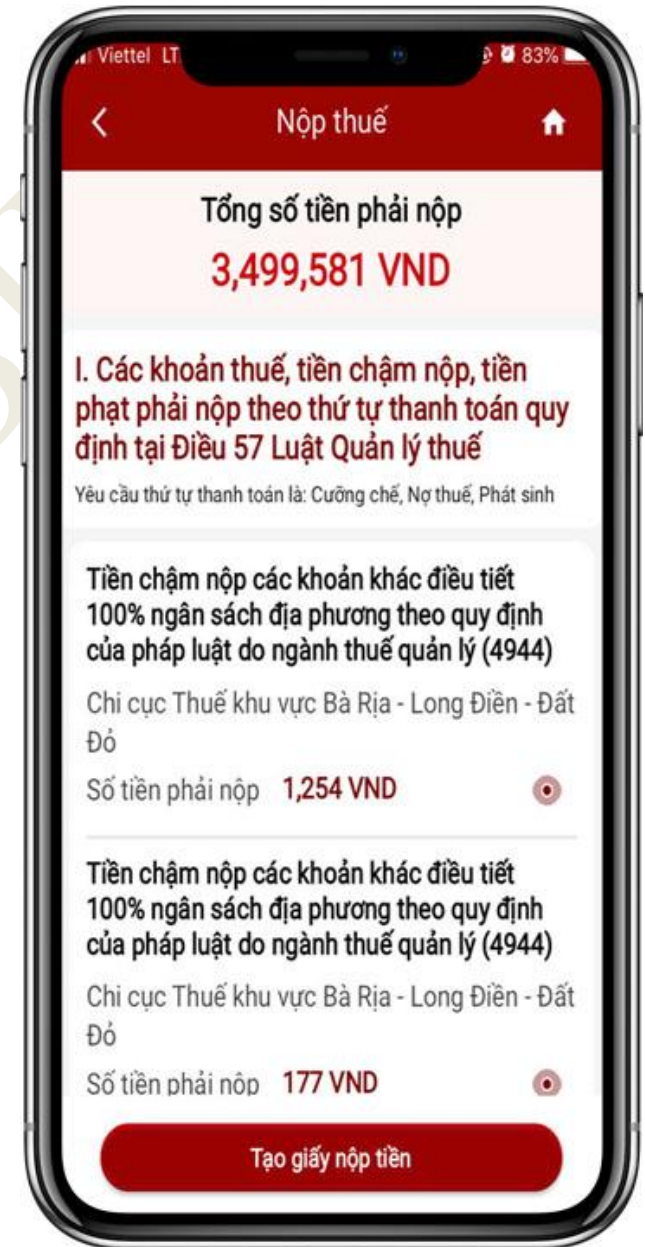 Viettel LT
83%
Nộp thuế
Tổng số tiền phải nộp
3,499,581 VND
I. Các khoản thuế, tiền chậm nộp, tiền
phạt phải nộp theo thứ tự thanh toán quy
định tại Điều 57 Luật Quản lý thuế
Yêu cầu thứ tự thanh toán là: Cưỡng chế, Nợ thuế, Phát sinh
Tiền chậm nộp các khoản khác điều tiết
100% ngân sách địa phương theo quy định
của pháp luật do ngành thuế quản lý (4944)
Chi cục Thuế khu vực Bà Rịa - Long Điền - Đất
Đỏ
Số tiền phải nộp 1,254 VND
Tiền chậm nộp các khoản khác điều tiết
100% ngân sách địa phương theo quy định
của pháp luật do ngành thuế quản lý (4944)
Chi cục Thuế khu vực Bà Rịa - Long Điền - Đất
Đỏ
Số tiền phải nộp 177 VND
Tạo giấy nộp tiền